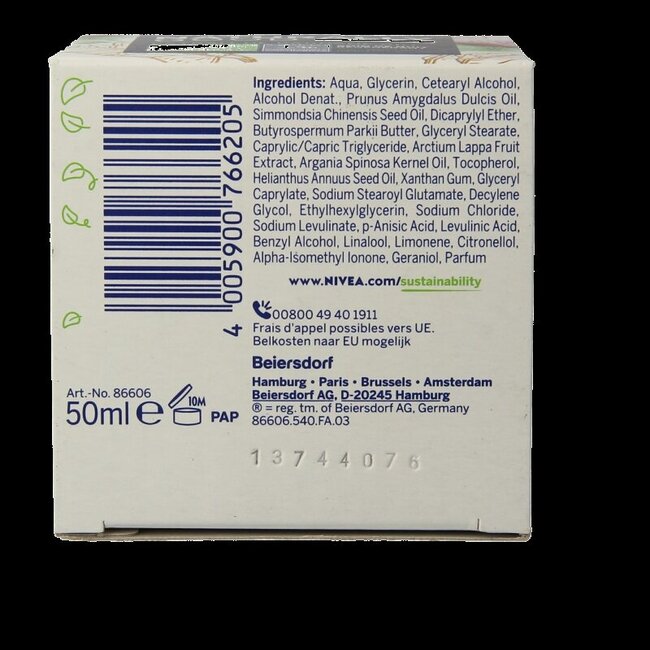 Ingredients: Aqua, Glycerin, Cetearyl Alcohol,
Alcohol Denat., Prunus Amygdalus Dulcis Oil,
Simmondsia Chinensis Seed Oil, Dicaprylyl Ether,
Butyrospermum Parkii Butter, Glyceryl Stearate,
Caprylic/Capric Triglyceride, Arctium Lappa Fruit
Extract, Argania Spinosa Kernel Oil, Tocopherol,
Helianthus Annuus Seed Oil, Xanthan Gum, Glyceryl
Caprylate, Sodium Stearoyl Glutamate, Decylene
Glycol, Ethylhexylglycerin, Sodium Chloride,
Sodium Levulinate, p-Anisic Acid, Levulinic Acid,
Benzyl Alcohol, Linalool, Limonene, Citronellol,
Alpha-Isomethyl Ionone, Geraniol, Parfum
www.NIVEA.com/sustainability
00800 49 40 1911
Frais d'appel possibles vers UE.
Belkosten naar EU mogelijk
Beiersdorf
Hamburg • Paris • Brussels • Amsterdam
Beiersdorf AG, D-20245 Hamburg
® = reg. tm. of Beiersdorf AG, Germany
86606.540.FA.03
4 005900 766205
Art.-No. 86606
50ml e 10M PAP
13744076